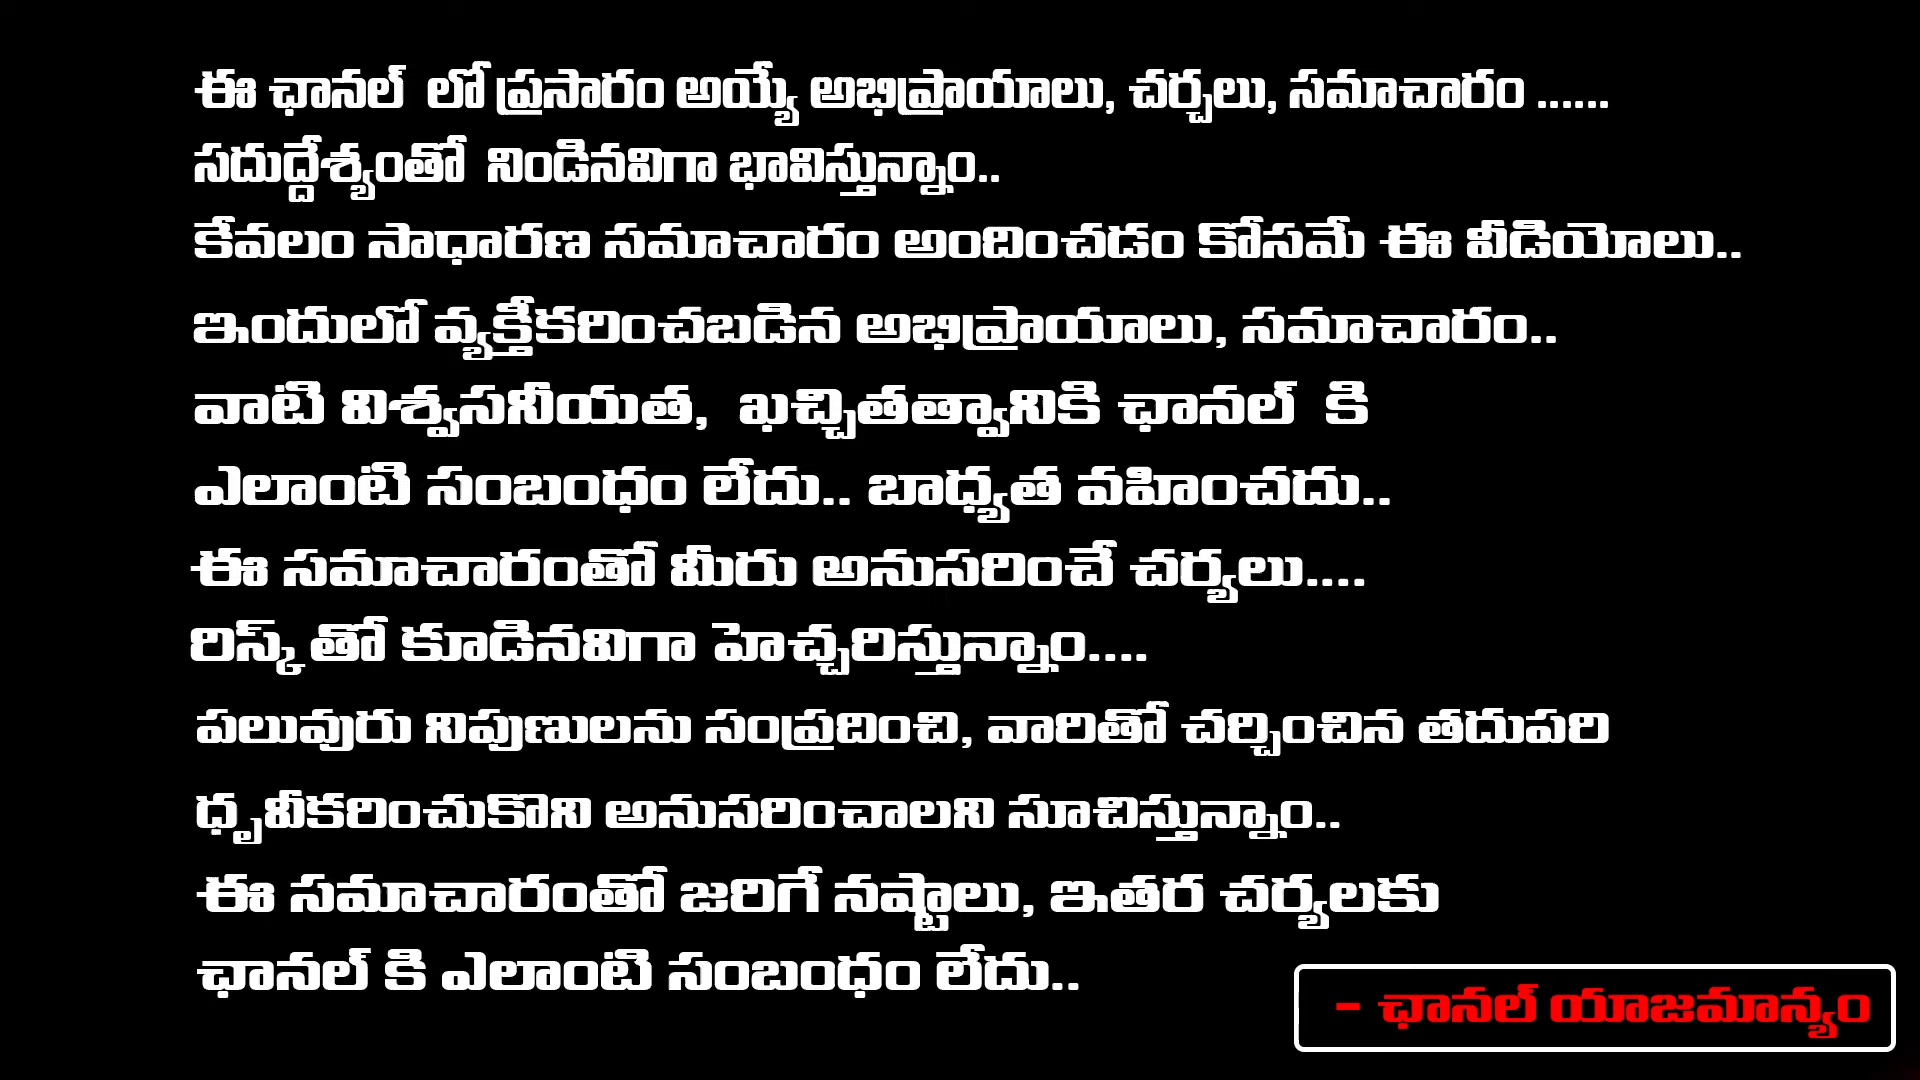 ఈ ఛానల్ లో ప్రసారం అయ్యే అభిప్రాయాలు, చర్చలు, సమాచారం ......
సదుద్దేశ్యంతో నిండినవిగా భావిస్తున్నాం..
కేవలం సాధారణ సమాచారం అందించడం కోసమే ఈ వీడియోలు..
ఇందులో వ్యక్తీకరించబడిన అభిప్రాయాలు, సమాచారం..
వాటి విశ్వసనీయత, ఖచ్చితత్వానికి ఛానల్ కి
ఎలాంటి సంబంధం లేదు.. బాధ్యత వహించదు..
ఈ సమాచారంతో మీరు అనుసరించే చర్యలు....
రిస్క్ తో కూడినవిగా హెచ్చరిస్తున్నాం....
పలువురు నిపుణులను సంప్రదించి, వారితో చర్చించిన తదుపరి
ధృవీకరించుకొని అనుసరించాలని సూచిస్తున్నాం..
ఈ సమాచారంతో జరిగే నష్టాలు, ఇతర చర్యలకు
ఛానల్ కి ఎలాంటి సంబంధం లేదు..
- ఛానల్ యాజమాన్యం